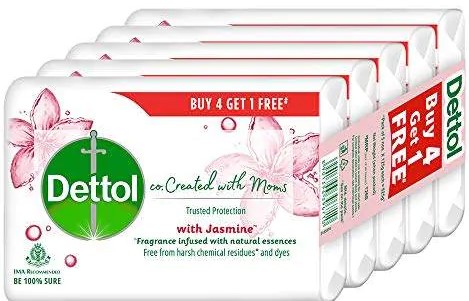 BUY 4 GET 1 FREE#
Dettol
co.Created with Moms
Trusted Protection
with Jasmine~
~Fragrance infused with natural essences
Free from harsh chemical residues* and dyes
IMA RECOMMENDED
BE 100% SURE
Buy 4
Get 1
FREE
Dettol